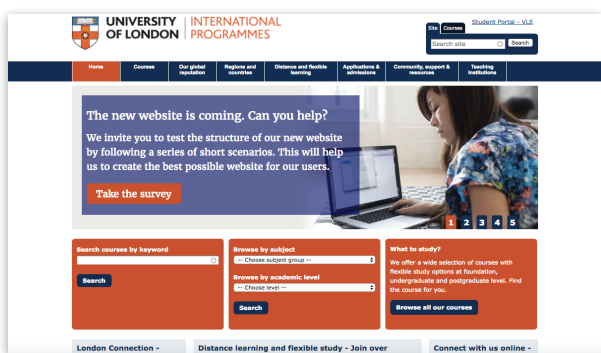 UNIVERSITY OF LONDON
INTERNATIONAL PROGRAMMES
Student Portal - VLE
Site
Courses
Search site
Search
Home
Courses
Our global reputation
Regions and countries
Distance and flexible learning
Applications & admissions
Community, support & resources
Teaching Institutions
The new website is coming. Can you help?
We invite you to test the structure of our new website
by following a series of short scenarios. This will help
us to create the best possible website for our users.
Take the survey
1 2 3 4 5
Search courses by keyword
Search
Browse by subject
-- Choose subject group --
Browse by academic level
-- Choose level --
Search
What to study?
We offer a wide selection of courses with
flexible study options at foundation,
undergraduate and postgraduate level. Find
the course for you.
Browse all our courses
London Connection -
Distance learning and flexible study - Join over
Connect with us online -